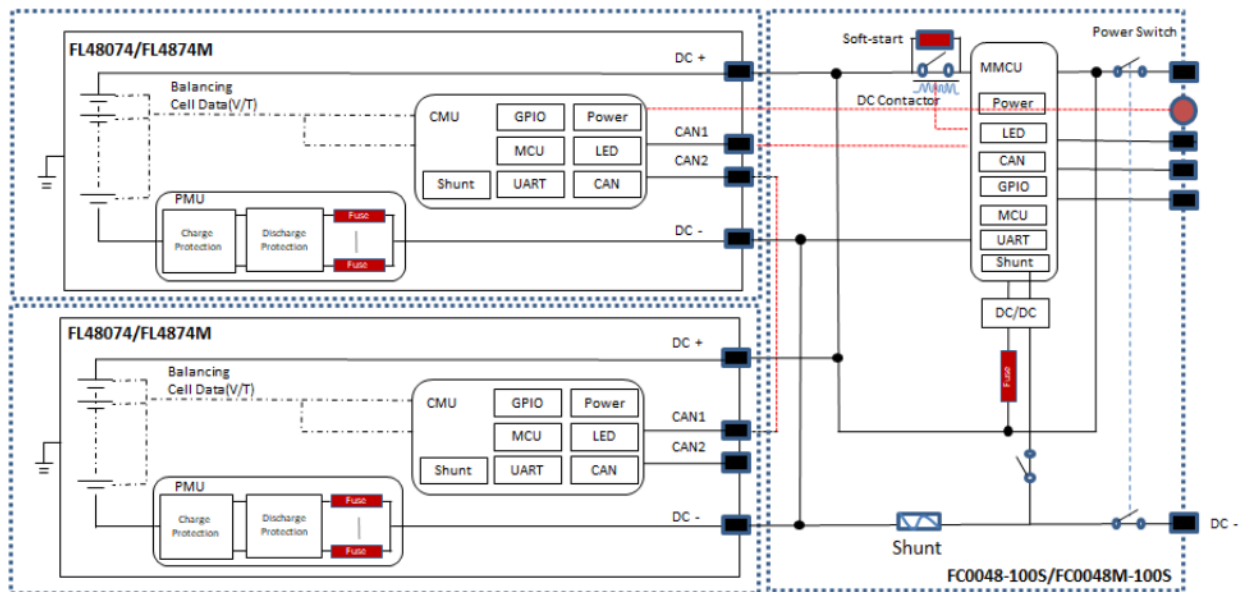 FL48074/FL4874M
DC +
Balancing
Cell Data(V/T)
CMU
GPIO
Power
MCU
LED
Shunt
UART
CAN
CAN1
CAN2
PMU
Charge
Protection
Discharge
Protection
Fuse
Fuse
DC -
FL48074/FL4874M
DC +
Balancing
Cell Data(V/T)
CMU
GPIO
Power
MCU
LED
Shunt
UART
CAN
CAN1
CAN2
PMU
Charge
Protection
Discharge
Protection
Fuse
Fuse
DC -
Soft-start
DC Contactor
MMCU
Power
LED
CAN
GPIO
MCU
UART
Shunt
DC/DC
Fuse
Power Switch
Shunt
DC -
FC0048-100S/FC0048M-100S